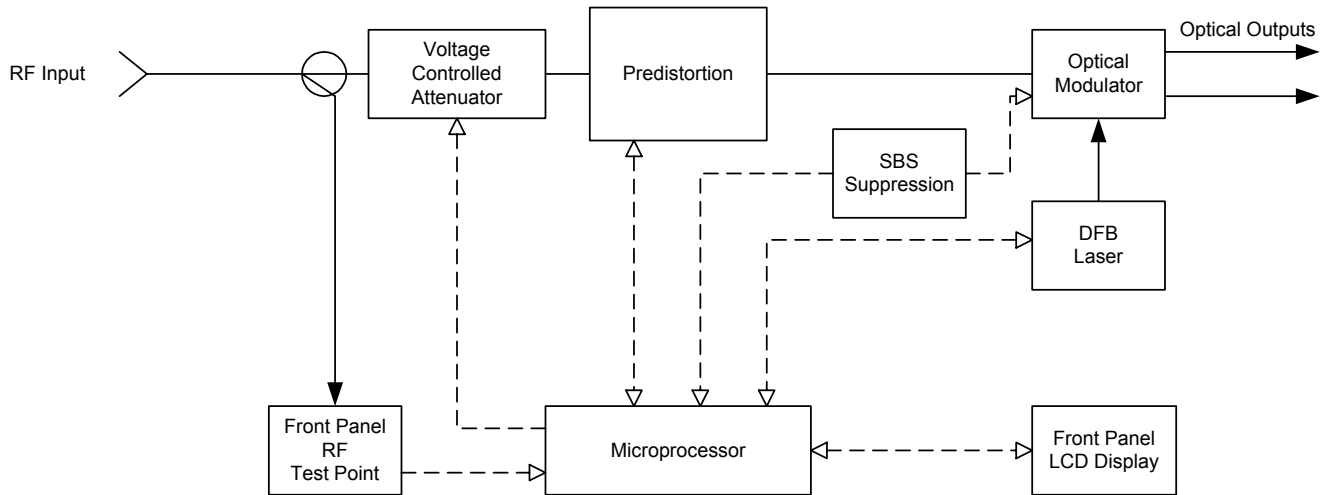 Optical Outputs
RF Input
Voltage
Controlled
Attenuator
Predistortion
Optical
Modulator
SBS
Suppression
DFB
Laser
Front Panel
RF
Test Point
Microprocessor
Front Panel
LCD Display